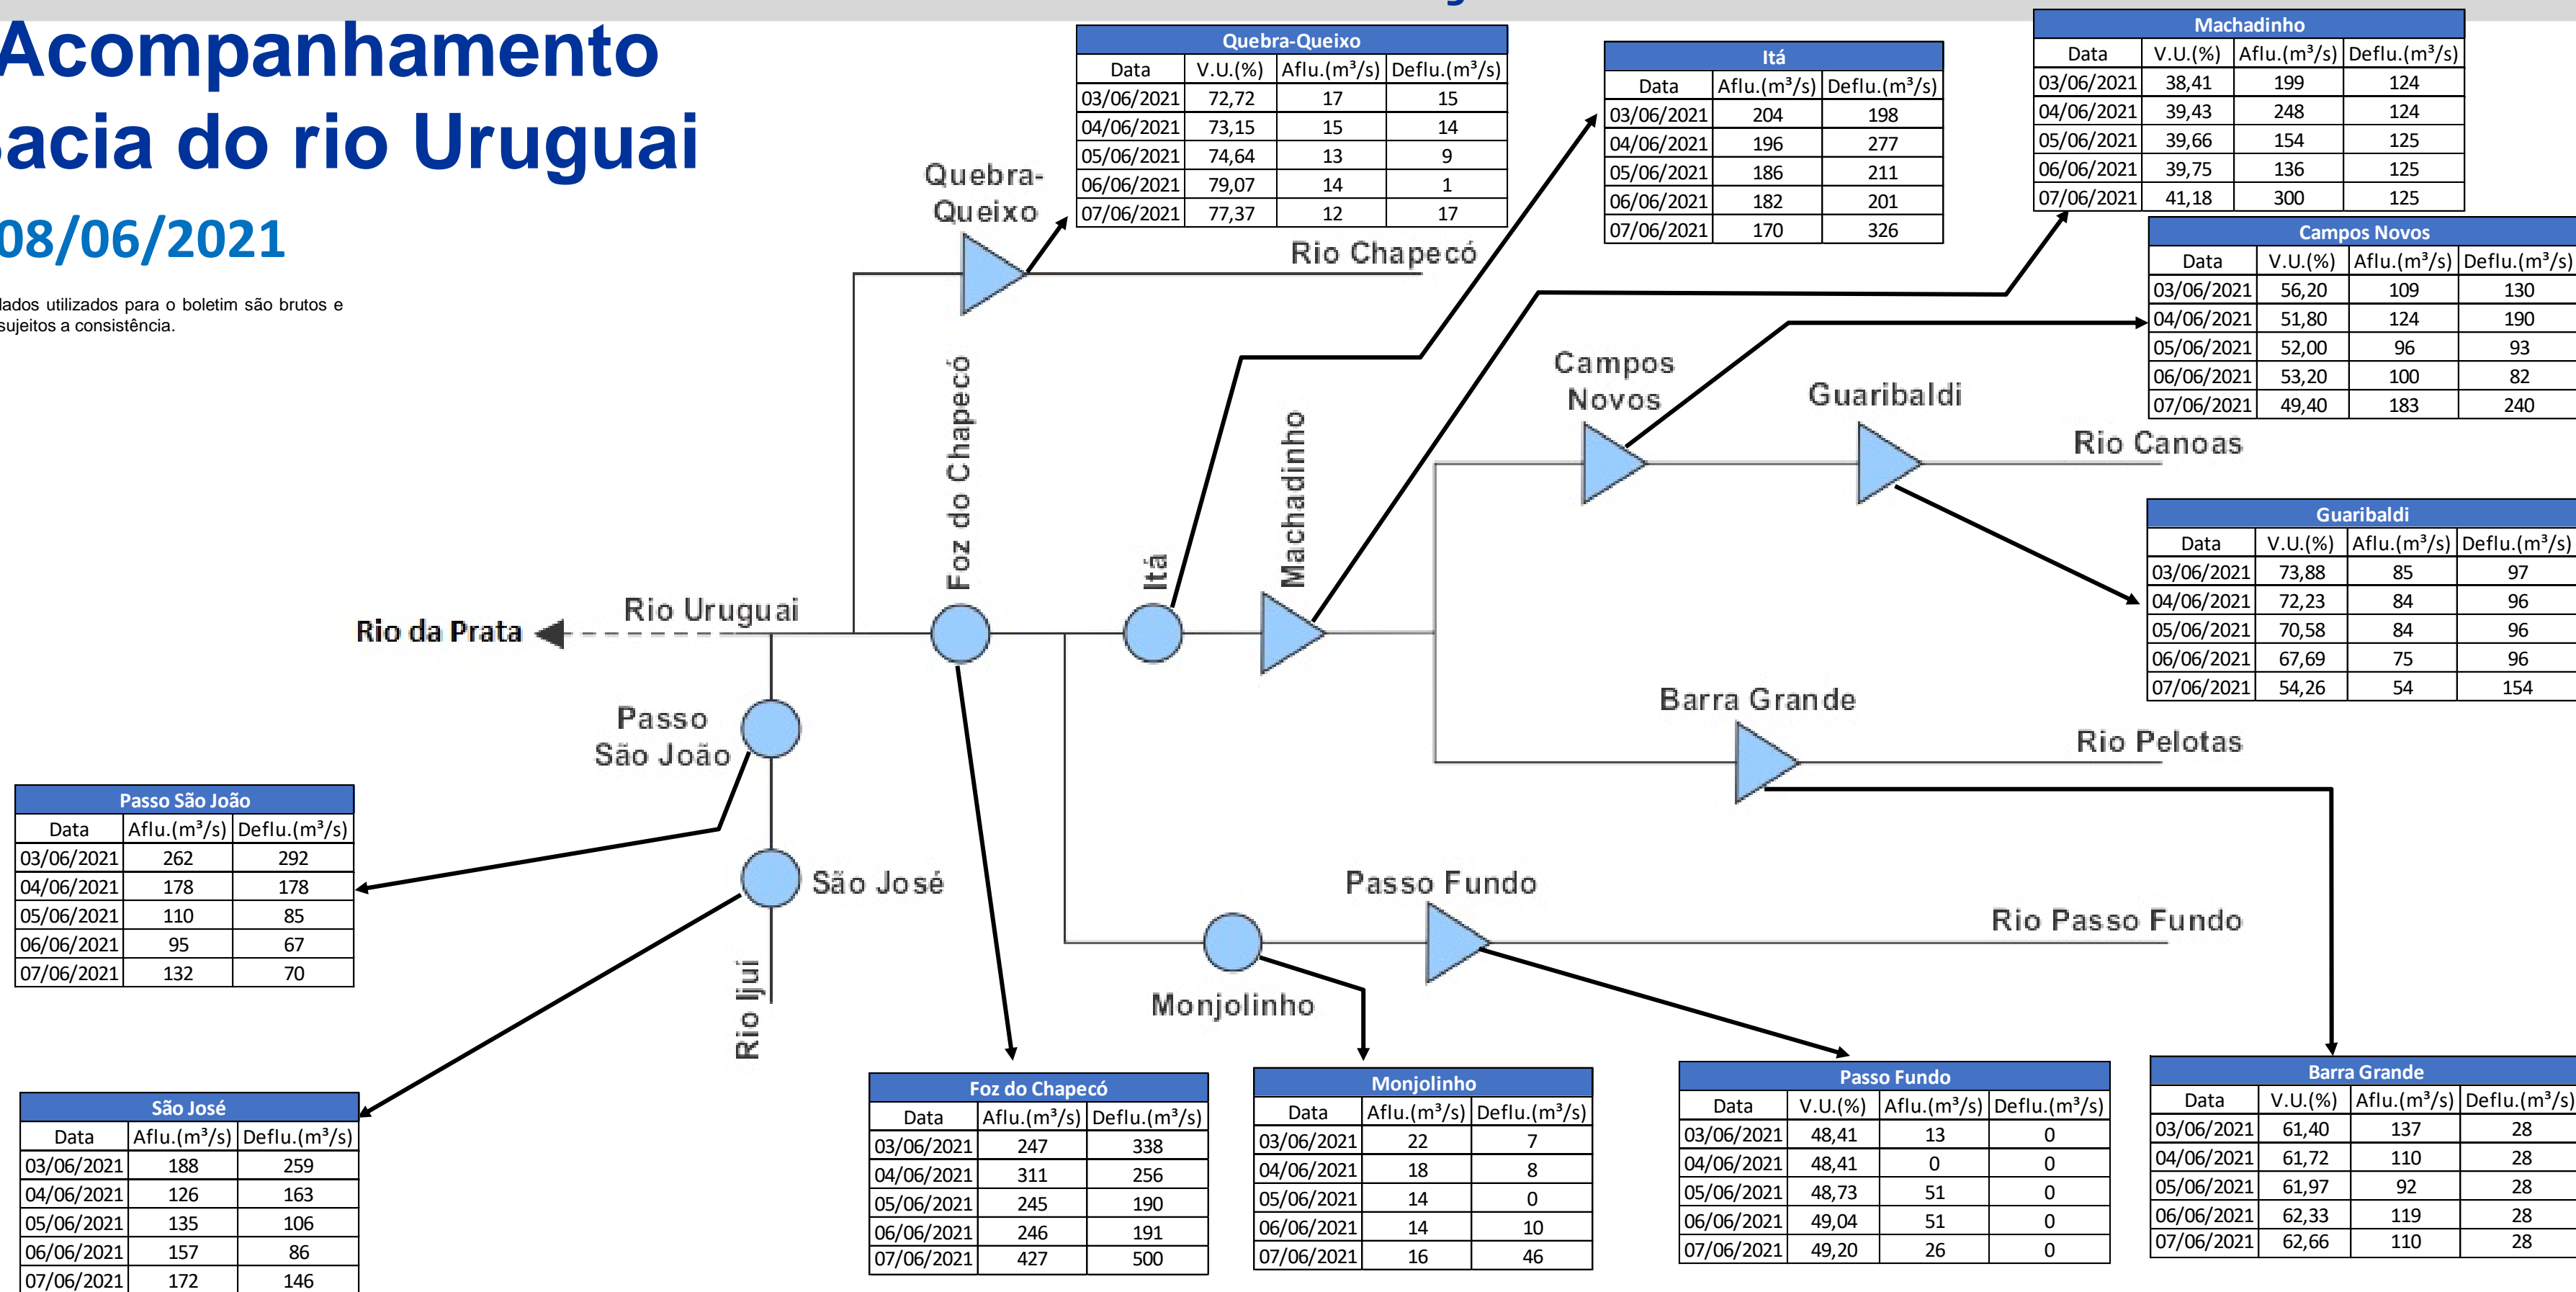 Acompanhamento
Bacia do rio Uruguai
08/06/2021
dados utilizados para o boletim são brutos e
sujeitos a consistência.
Quebra-Queixo
Data V.U.(%) Aflu.(m³/s) Deflu.(m³/s)
03/06/2021 72,72 17 15
04/06/2021 73,15 15 14
05/06/2021 74,64 13 9
06/06/2021 79,07 14 1
07/06/2021 77,37 12 17
Itá
Data Aflu.(m³/s) Deflu.(m³/s)
03/06/2021 204 198
04/06/2021 196 277
05/06/2021 186 211
06/06/2021 182 201
07/06/2021 170 326
Machadinho
Data V.U.(%) Aflu.(m³/s) Deflu.(m³/s)
03/06/2021 38,41 199 124
04/06/2021 39,43 248 124
05/06/2021 39,66 154 125
06/06/2021 39,75 136 125
07/06/2021 41,18 300 125
Campos Novos
Data V.U.(%) Aflu.(m³/s) Deflu.(m³/s)
03/06/2021 56,20 109 130
04/06/2021 51,80 124 190
05/06/2021 52,00 96 93
06/06/2021 53,20 100 82
07/06/2021 49,40 183 240
Quebra-
Queixo
Rio Chapecó
Foz do Chapecó
Itá
Machadinho
Campos
Novos
Guaribaldi
Rio Canoas
Guaribaldi
Data V.U.(%) Aflu.(m³/s) Deflu.(m³/s)
03/06/2021 73,88 85 97
04/06/2021 72,23 84 96
05/06/2021 70,58 84 96
06/06/2021 67,69 75 96
07/06/2021 54,26 54 154
Rio da Prata
Rio Uruguai
Passo
São João
São José
Rio Ijui
Barra Grande
Rio Pelotas
Passo Fundo
Rio Passo Fundo
Monjolinho
Passo São João
Data Aflu.(m³/s) Deflu.(m³/s)
03/06/2021 262 292
04/06/2021 178 178
05/06/2021 110 85
06/06/2021 95 67
07/06/2021 132 70
São José
Data Aflu.(m³/s) Deflu.(m³/s)
03/06/2021 188 259
04/06/2021 126 163
05/06/2021 135 106
06/06/2021 157 86
07/06/2021 172 146
Foz do Chapecó
Data Aflu.(m³/s) Deflu.(m³/s)
03/06/2021 247 338
04/06/2021 311 256
05/06/2021 245 190
06/06/2021 246 191
07/06/2021 427 500
Monjolinho
Data Aflu.(m³/s) Deflu.(m³/s)
03/06/2021 22 7
04/06/2021 18 8
05/06/2021 14 0
06/06/2021 14 10
07/06/2021 16 46
Passo Fundo
Data V.U.(%) Aflu.(m³/s) Deflu.(m³/s)
03/06/2021 48,41 13 0
04/06/2021 48,41 0 0
05/06/2021 48,73 51 0
06/06/2021 49,04 51 0
07/06/2021 49,20 26 0
Barra Grande
Data V.U.(%) Aflu.(m³/s) Deflu.(m³/s)
03/06/2021 61,40 137 28
04/06/2021 61,72 110 28
05/06/2021 61,97 92 28
06/06/2021 62,33 119 28
07/06/2021 62,66 110 28